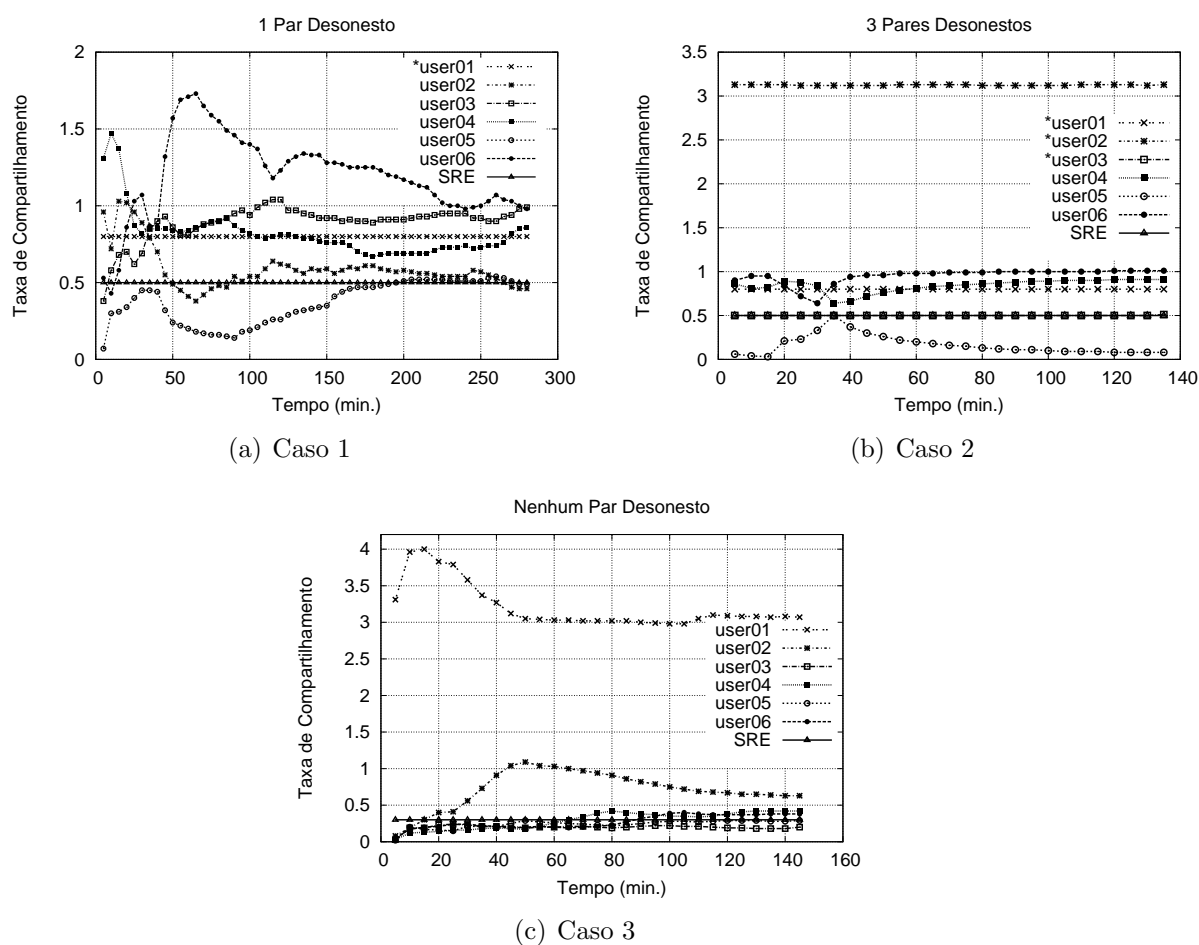 1 Par Desonesto
Taxa de Compartilhamento
2
1.5
1
0.5
0
0 50 100 150 200 250 300
Tempo (min.)
*user01
user02
user03
user04
user05
user06
SRE
(a) Caso 1
3 Pares Desonestos
Taxa de Compartilhamento
3.5
3
2.5
2
1.5
1
0.5
0
0 20 40 60 80 100 120 140
Tempo (min.)
*user01
*user02
*user03
user04
user05
user06
SRE
(b) Caso 2
Nenhum Par Desonesto
Taxa de Compartilhamento
4
3.5
3
2.5
2
1.5
1
0.5
0
0 20 40 60 80 100 120 140 160
Tempo (min.)
user01
user02
user03
user04
user05
user06
SRE
(c) Caso 3